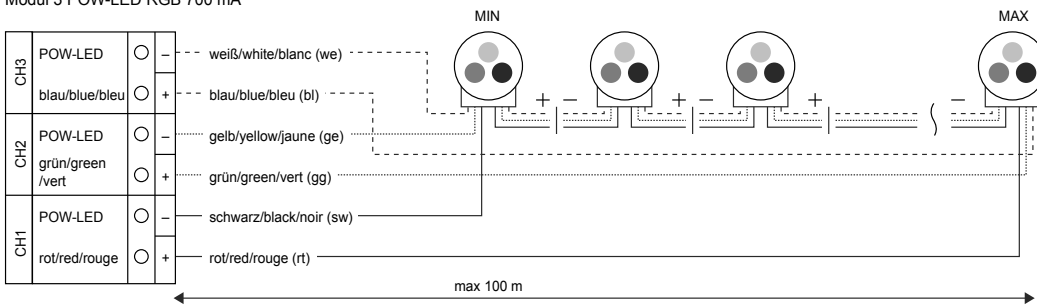 Modul 3 POW-LED RGB 700 mA
MIN
MAX
CH3
POW-LED
–
weiß/white/blanc (we)
blau/blue/bleu
+
blau/blue/bleu (bl)
+ – + – + –
CH2
POW-LED
–
gelb/yellow/jaune (ge)
grün/green
/vert
+
grün/green/vert (gg)
CH1
POW-LED
–
schwarz/black/noir (sw)
rot/red/rouge
+
rot/red/rouge (rt)
max 100 m